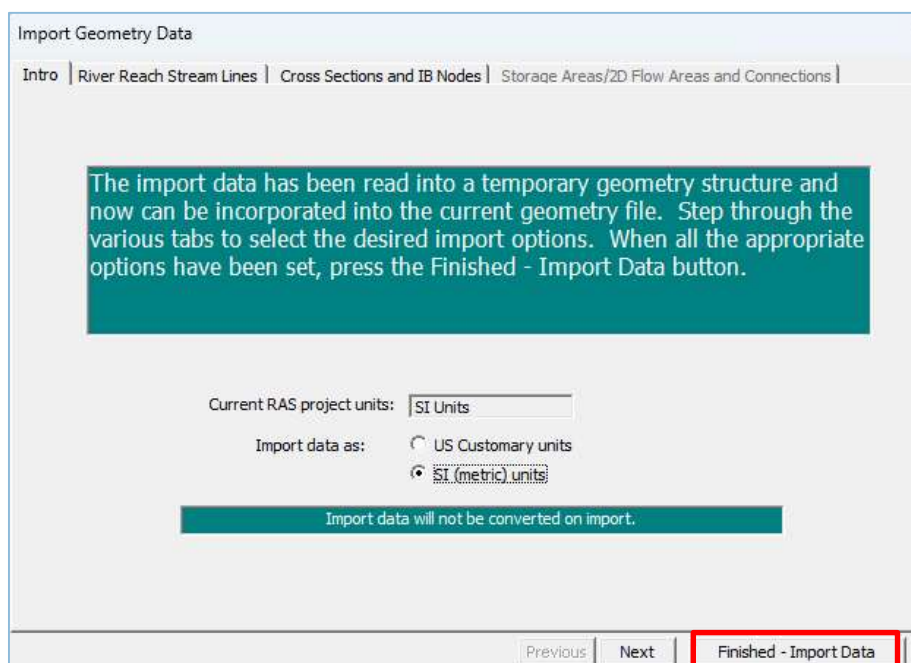 Import Geometry Data
Intro River Reach Stream Lines Cross Sections and IB Nodes Storage Areas/2D Flow Areas and Connections
The import data has been read into a temporary geometry structure and
now can be incorporated into the current geometry file. Step through the
various tabs to select the desired import options. When all the appropriate
options have been set, press the Finished - Import Data button.
Current RAS project units: SI Units
Import data as: US Customary units
SI (metric) units
Import data will not be converted on import.
Previous Next Finished - Import Data